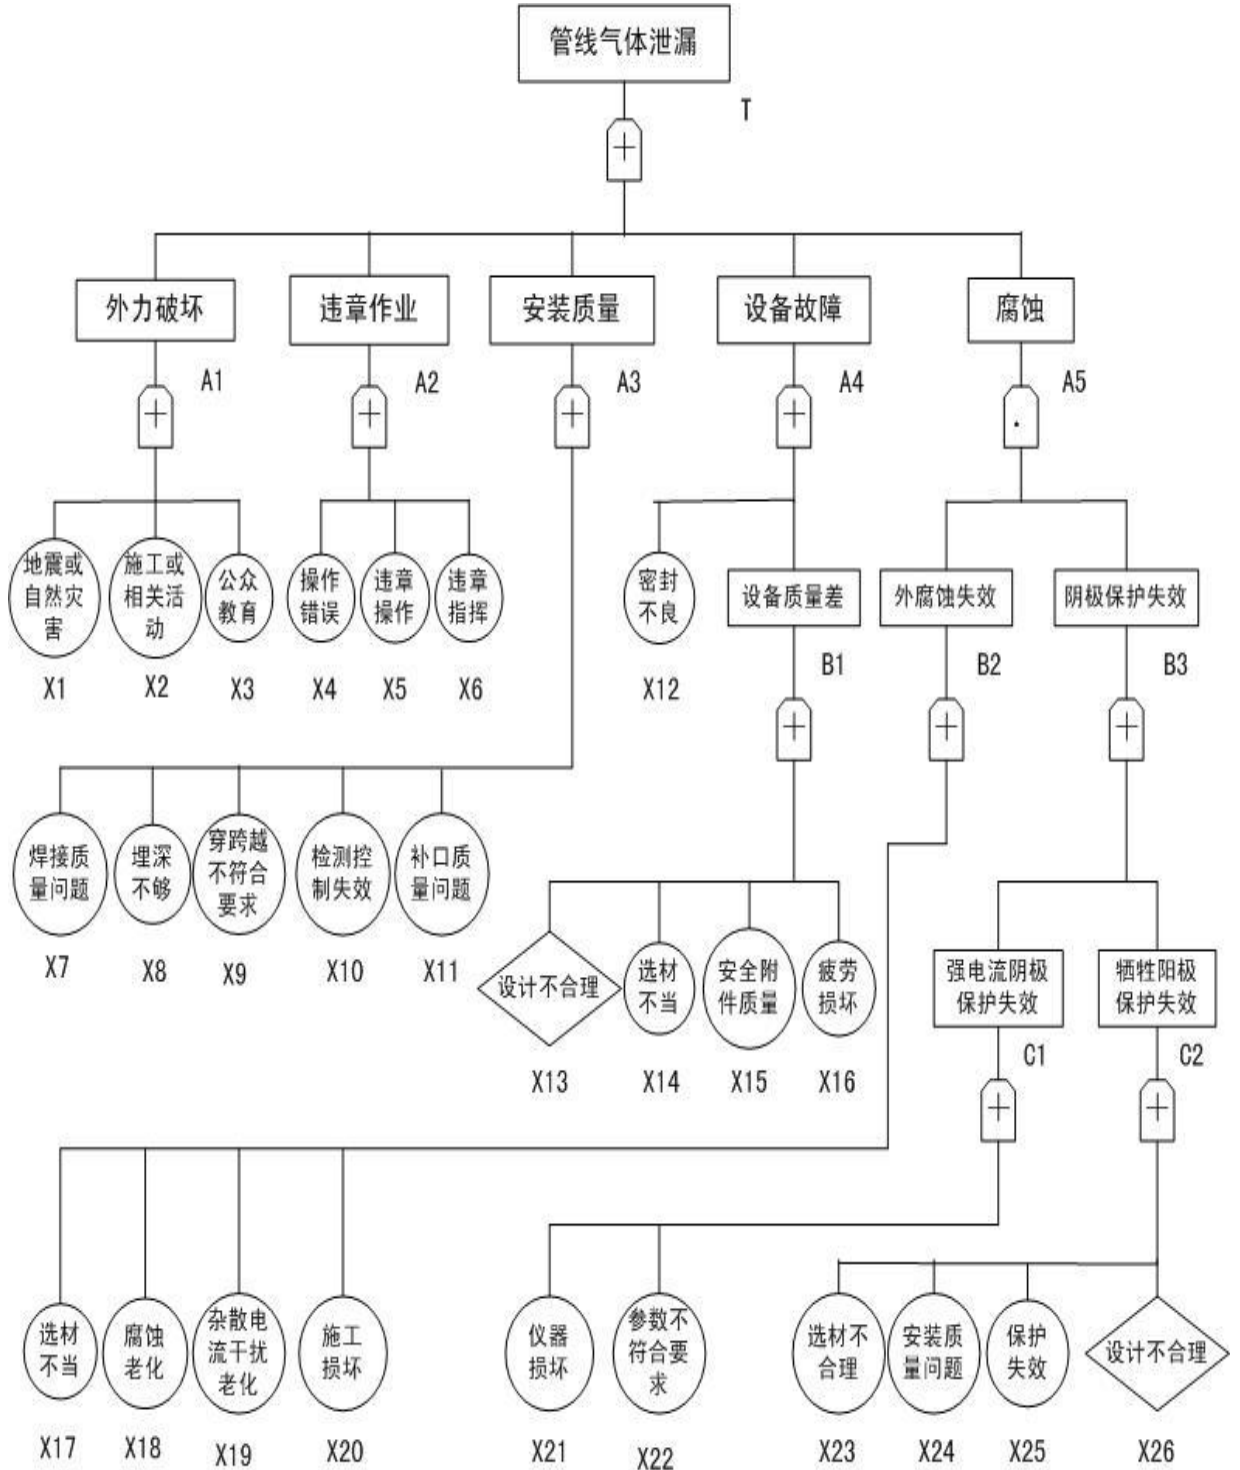 管线气体泄漏
T
+
外力破坏
违章作业
安装质量
设备故障
腐蚀
A1
A2
A3
A4
A5
+
+
+
+
.
地震或
自然灾
害
施工或
相关活
动
公众
教育
操作
错误
违章
操作
违章
指挥
密封
不良
设备质量差
外腐蚀失效
阴极保护失效
X1
X2
X3
X4
X5
X6
X12
B1
B2
B3
+
+
+
焊接质
量问题
埋深
不够
穿跨越
不符合
要求
检测控
制失效
补口质
量问题
X7
X8
X9
X10
X11
设计不合理
选材
不当
安全附
件质量
疲劳
损坏
强电流阴极
保护失效
牺牲阳极
保护失效
X13
X14
X15
X16
C1
C2
+
+
选材
不当
腐蚀
老化
杂散电
流干扰
老化
施工
损坏
仪器
损坏
参数不
符合要
求
选材不
合理
安装质
量问题
保护
失效
设计不合理
X17
X18
X19
X20
X21
X22
X23
X24
X25
X26